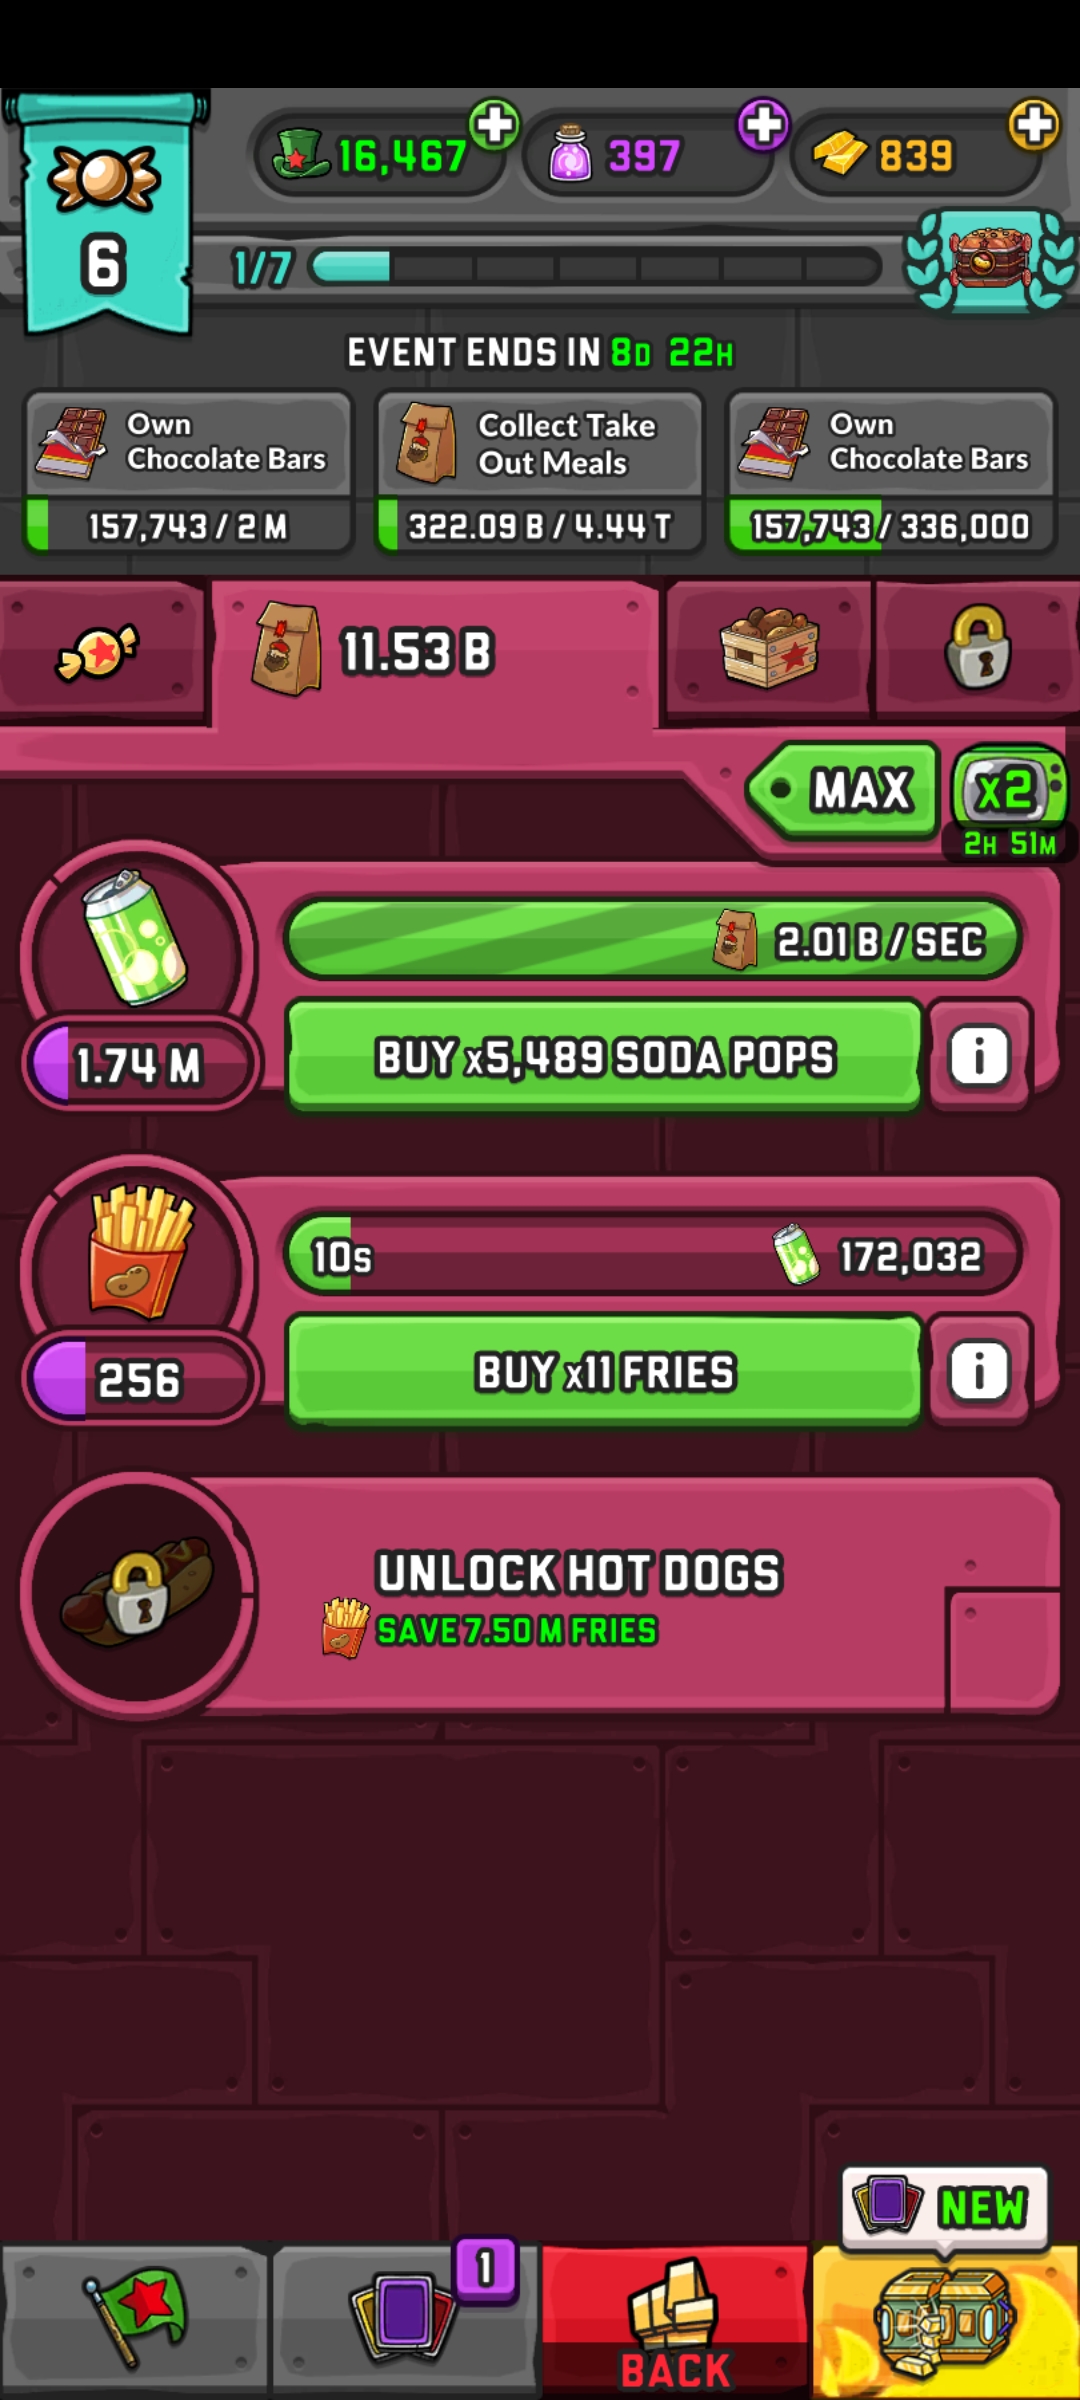 16,467
397
839
6
1/7
EVENT ENDS IN 8D 22H
Own
Chocolate Bars
157,743 / 2 M
Collect Take
Out Meals
322.09 B / 4.44 T
Own
Chocolate Bars
157,743 / 336,000
11.53 B
MAX
x2
2H 51M
2.01 B / SEC
1.74 M
BUY x5,489 SODA POPS
i
10s
172,032
256
BUY x11 FRIES
i
UNLOCK HOT DOGS
SAVE 7.50 M FRIES
NEW
1
BACK